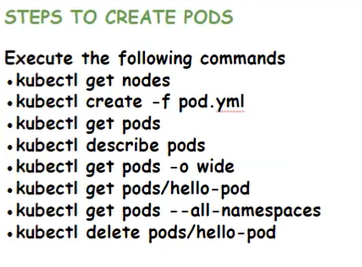 STEPS TO CREATE PODS
Execute the following commands
•kubectl get nodes
•kubectl create -f pod.yml
•kubectl get pods
•kubectl describe pods
•kubectl get pods -o wide
•kubectl get pods/hello-pod
•kubectl get pods --all-namespaces
•kubectl delete pods/hello-pod